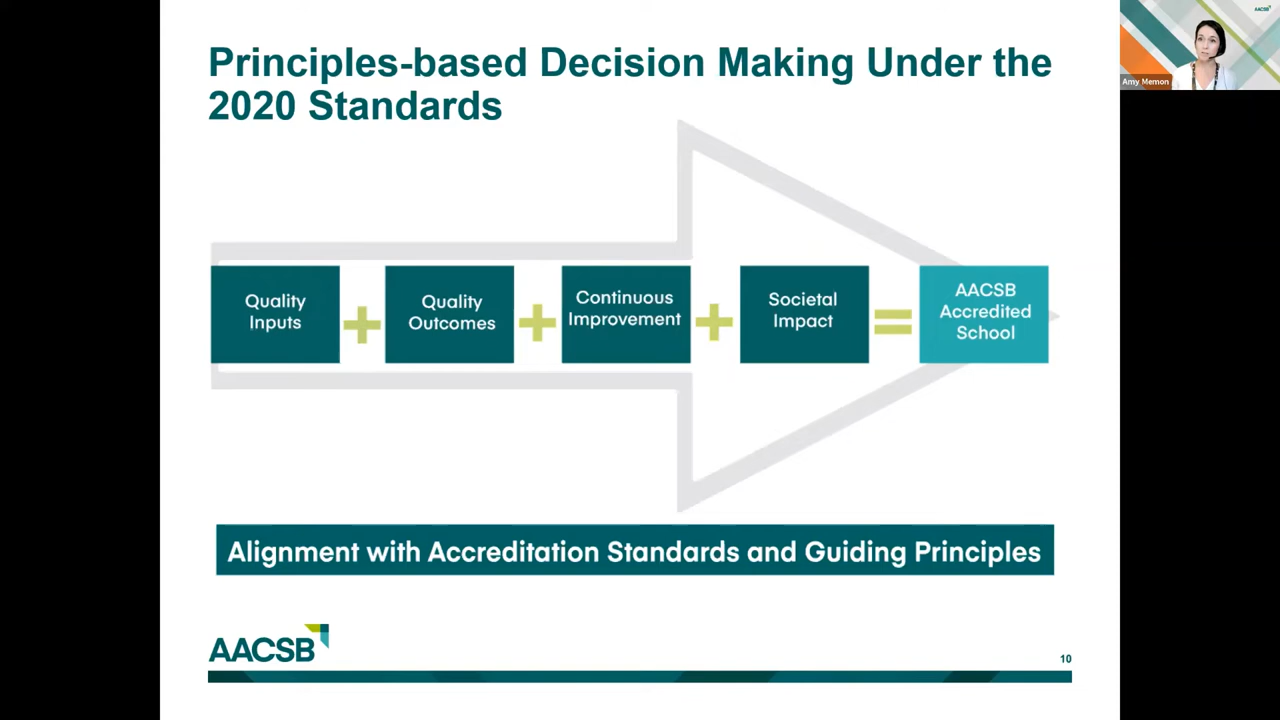 Principles-based Decision Making Under the
2020 Standards
Quality
Inputs
+
Quality
Outcomes
+
Continuous
Improvement
+
Societal
Impact
=
AACSB
Accredited
School
Alignment with Accreditation Standards and Guiding Principles
AACSB
10
AACSB
Amy Memon